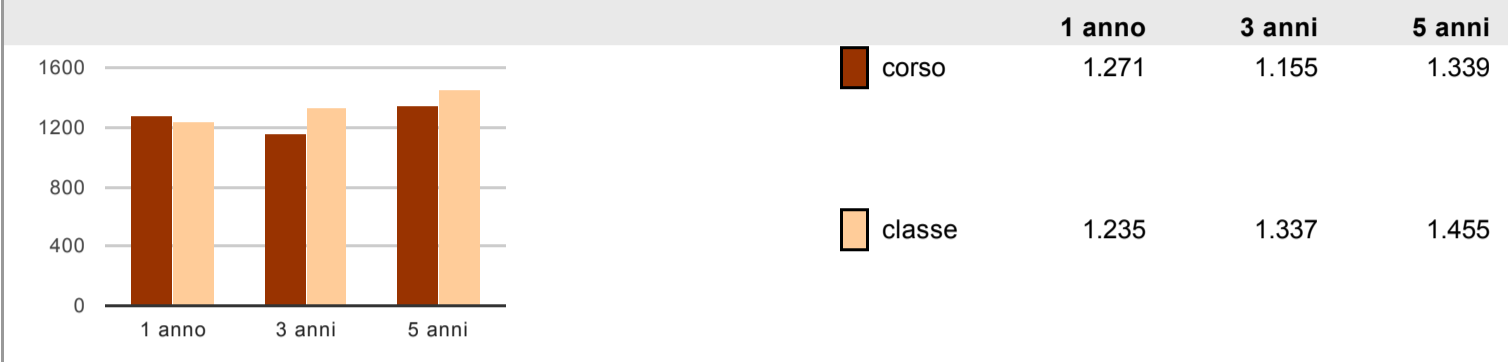 1 anno 3 anni 5 anni
1600
1200
800
400
0
1 anno 3 anni 5 anni
corso 1.271 1.155 1.339
classe 1.235 1.337 1.455